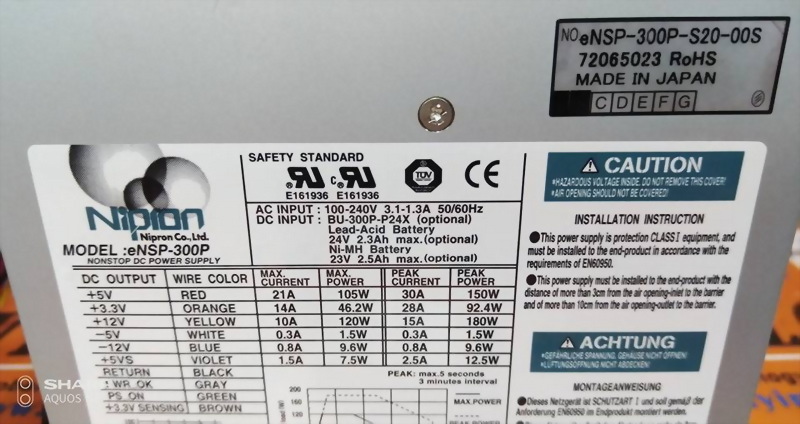 NO. eNSP-300P-S20-00S
72065023 RoHS
MADE IN JAPAN
C D E F G
Nipron
Nipron Co., Ltd.
MODEL : eNSP-300P
NONSTOP DC POWER SUPPLY
SAFETY STANDARD
E161936 E161936
TÜV
CE
AC INPUT : 100-240V 3.1-1.3A 50/60Hz
DC INPUT : BU-300P-P24X (optional)
Lead-Acid Battery
24V 2.3Ah max.(optional)
Ni-MH Battery
23V 2.5Ah max.(optional)
DC OUTPUT WIRE COLOR MAX. CURRENT MAX. POWER PEAK CURRENT PEAK POWER
+5V RED 21A 105W 30A 150W
+3.3V ORANGE 14A 46.2W 28A 92.4W
+12V YELLOW 10A 120W 15A 180W
-5V WHITE 0.3A 1.5W 0.3A 1.5W
-12V BLUE 0.8A 9.6W 0.8A 9.6W
+5VS VIOLET 1.5A 7.5W 2.5A 12.5W
RETURN BLACK
PWR_OK GRAY
PS_ON GREEN
+3.3V SENSING BROWN
PEAK: max.5 seconds
3 minutes interval
200
160
120
MAX.POWER
CAUTION
•HAZARDOUS VOLTAGE INSIDE. DO NOT REMOVE THIS COVER!
•AIR OPENING SHOULD NOT BE COVERED!
INSTALLATION INSTRUCTION
●This power supply is protection CLASS I equipment, and
must be installed to the end-product in accordance with the
requirements of EN60950.
●This power supply must be installed to the end-product with the
distance of more than 3cm from the air opening-inlet to the barrier
and of more than 10cm from air opening-outlet to the barrier.
ACHTUNG
•GEFÄHRLICHE SPANNUNG. GEHÄUSE NICHT ÖFFNEN!
•LUFTUNGSÖFFNUNG NICHT ABDECKEN!
MONTAGEANWEISUNG
●Dieses Netzgerät ist SCHUTZART I und soll gemäß der
Anforderung EN60950 im Endprodukt montiert werden.
SHA
AQUOS